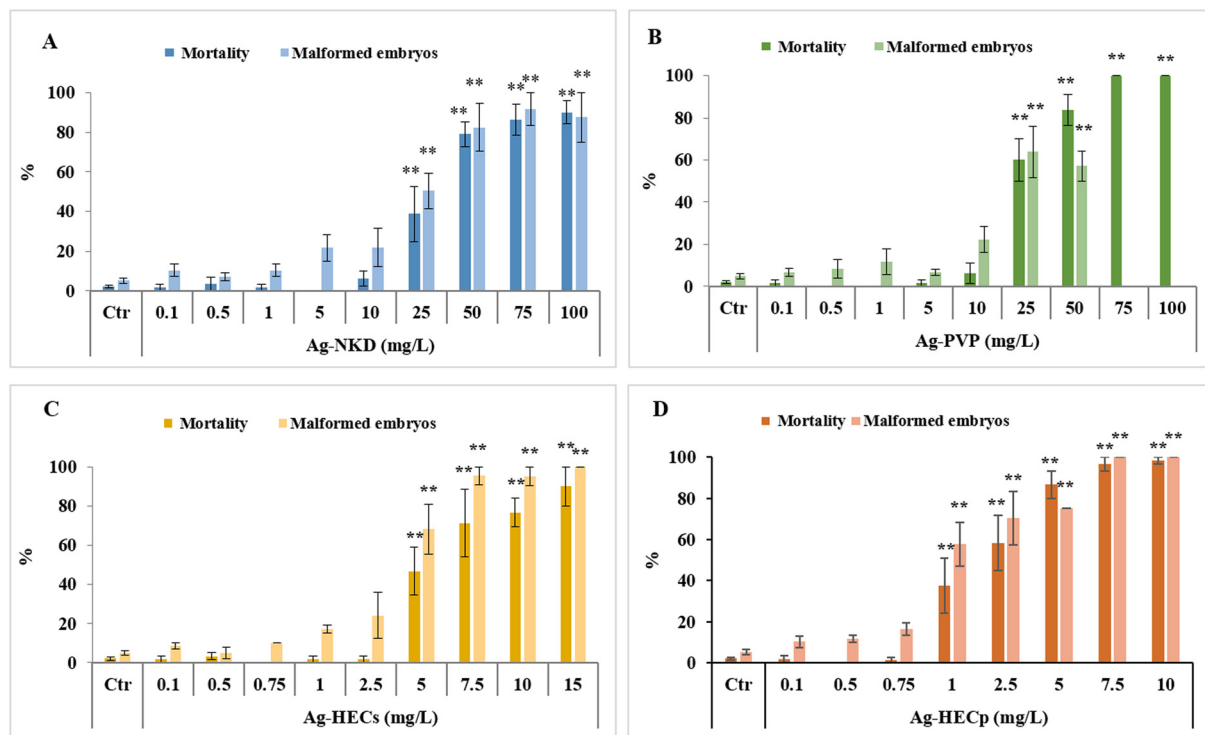 A
Mortality Malformed embryos
%
100
80
60
40
20
0
** ** ** ** ** ** ** **
Ctr 0.1 0.5 1 5 10 25 50 75 100
Ag-NKD (mg/L)
B
Mortality Malformed embryos
%
100
80
60
40
20
0
** ** ** ** ** **
Ctr 0.1 0.5 1 5 10 25 50 75 100
Ag-PVP (mg/L)
C
Mortality Malformed embryos
%
100
80
60
40
20
0
** ** ** ** ** ** ** **
Ctr 0.1 0.5 0.75 1 2.5 5 7.5 10 15
Ag-HECs (mg/L)
D
Mortality Malformed embryos
%
100
80
60
40
20
0
** ** ** ** ** ** ** ** ** **
Ctr 0.1 0.5 0.75 1 2.5 5 7.5 10
Ag-HECp (mg/L)